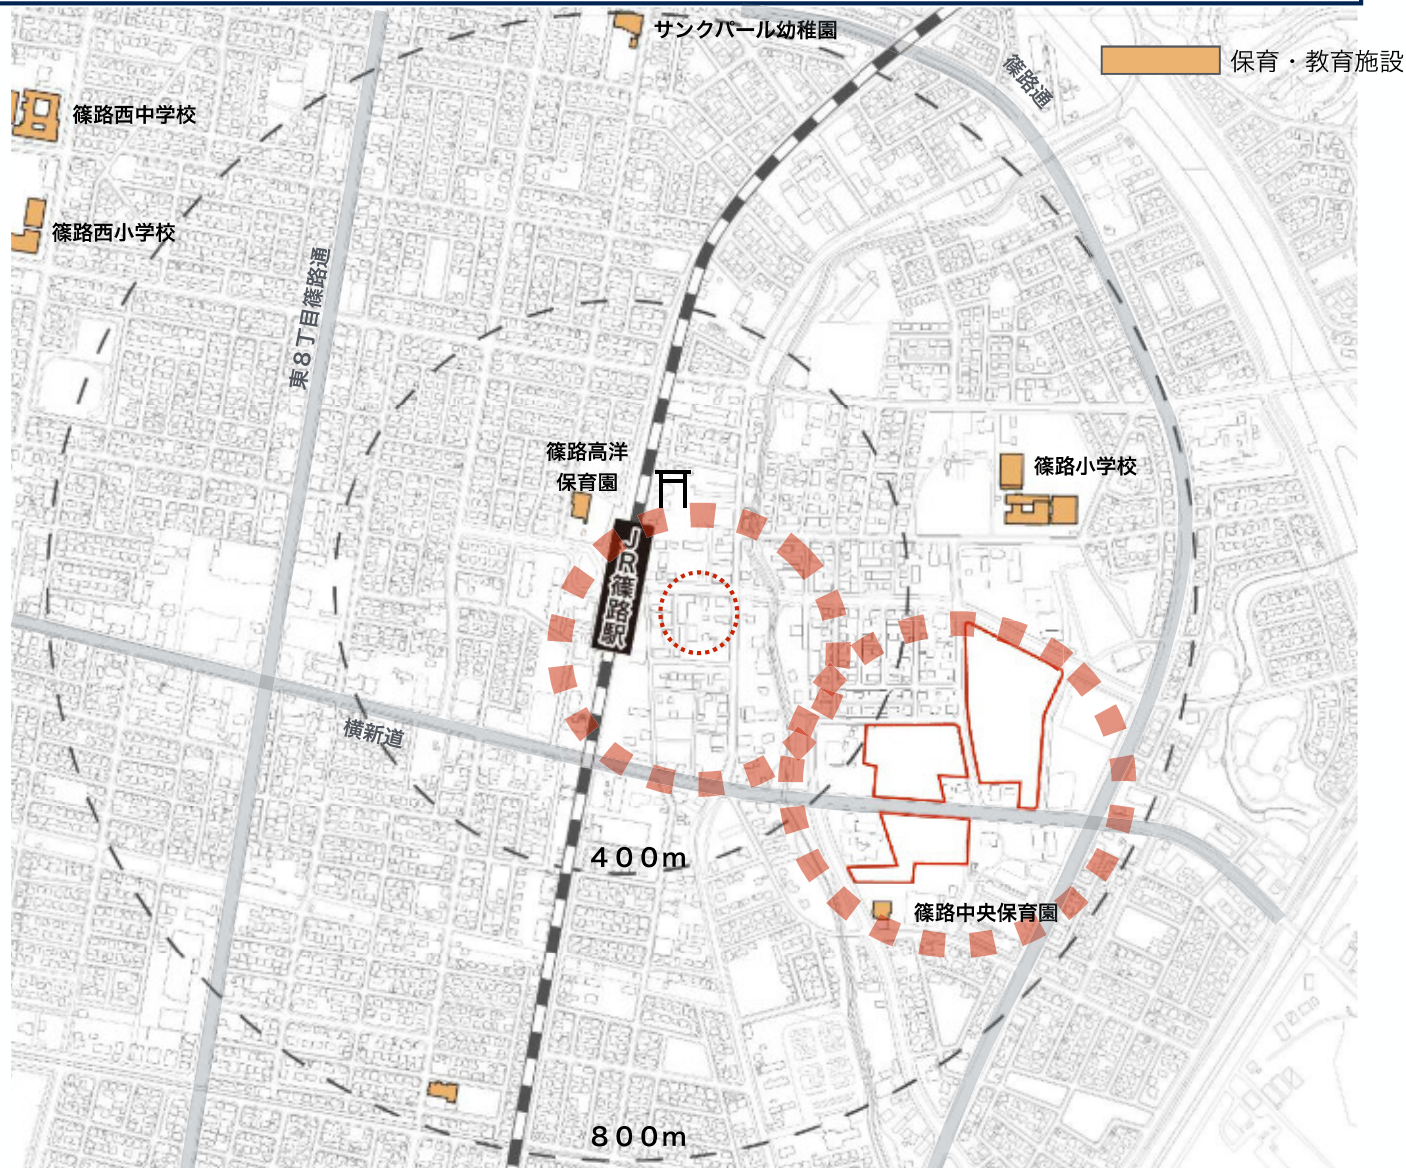 サンクパール幼稚園
保育・教育施設
篠路通
篠路西中学校
篠路西小学校
東８丁目篠路通
篠路高洋
保育園
篠路小学校
ＪＲ篠路駅
横新道
４００ｍ
篠路中央保育園
８００ｍ